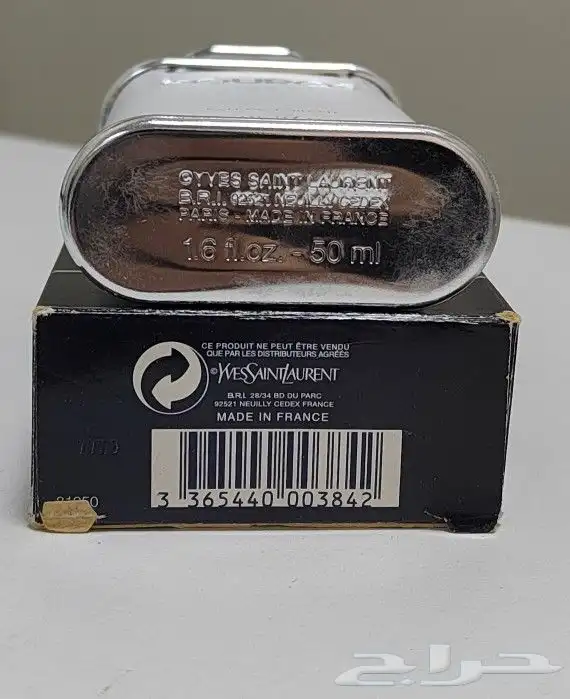 ©YVES SAINT LAURENT
B.R.I. 92521 NEUILLY CEDEX
PARIS - MADE IN FRANCE
1.6 fl.oz. - 50 ml
CE PRODUIT NE PEUT ÊTRE VENDU
QUE PAR LES DISTRIBUTEURS AGRÉÉS
©YVESSAINTLAURENT
B.R.I. 28/34 BD DU PARC
92521 NEUILLY CEDEX FRANCE
MADE IN FRANCE
3 365440 003842
حراج